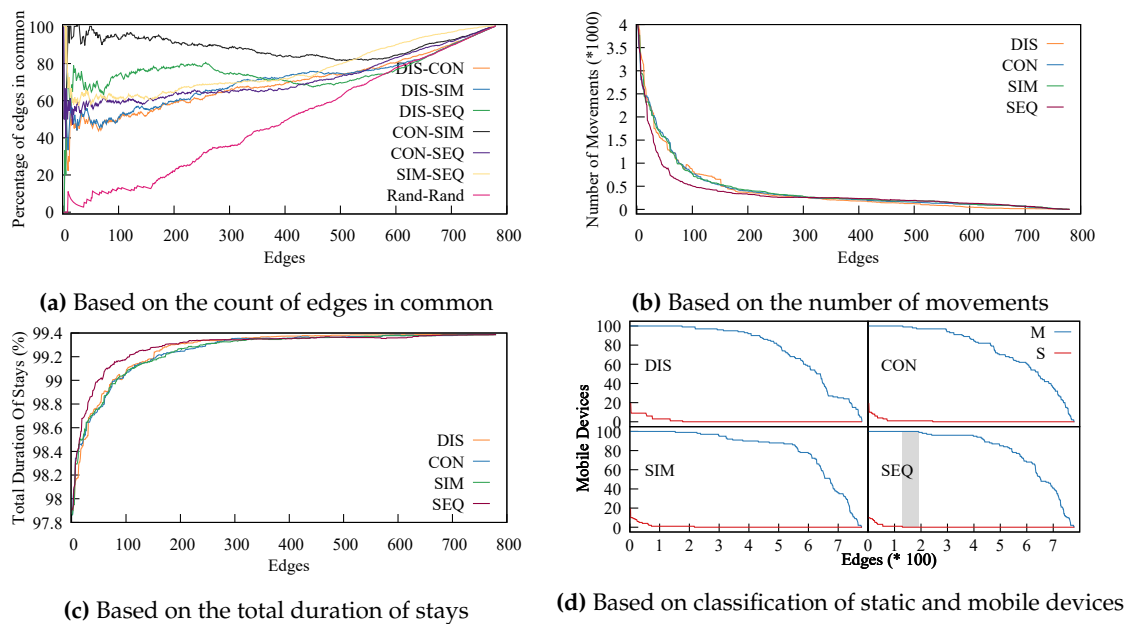 Percentage of edges in common
100
80
60
40
20
0
DIS-CON
DIS-SIM
DIS-SEQ
CON-SIM
CON-SEQ
SIM-SEQ
Rand-Rand
0 100 200 300 400 500 600 700 800
Edges
(a) Based on the count of edges in common
Number of Movements (*1000)
4
3.5
3
2.5
2
1.5
1
0.5
0
DIS
CON
SIM
SEQ
0 100 200 300 400 500 600 700 800
Edges
(b) Based on the number of movements
Total Duration Of Stays (%)
99.4
99.2
99
98.8
98.6
98.4
98.2
98
97.8
DIS
CON
SIM
SEQ
0 100 200 300 400 500 600 700 800
Edges
(c) Based on the total duration of stays
Mobile Devices
100
80
60
40
20
0
DIS
M
S
CON
100
80
60
40
20
0
SIM
SEQ
0 1 2 3 4 5 6 7 0 1 2 3 4 5 6 7
Edges (* 100)
(d) Based on classification of static and mobile devices